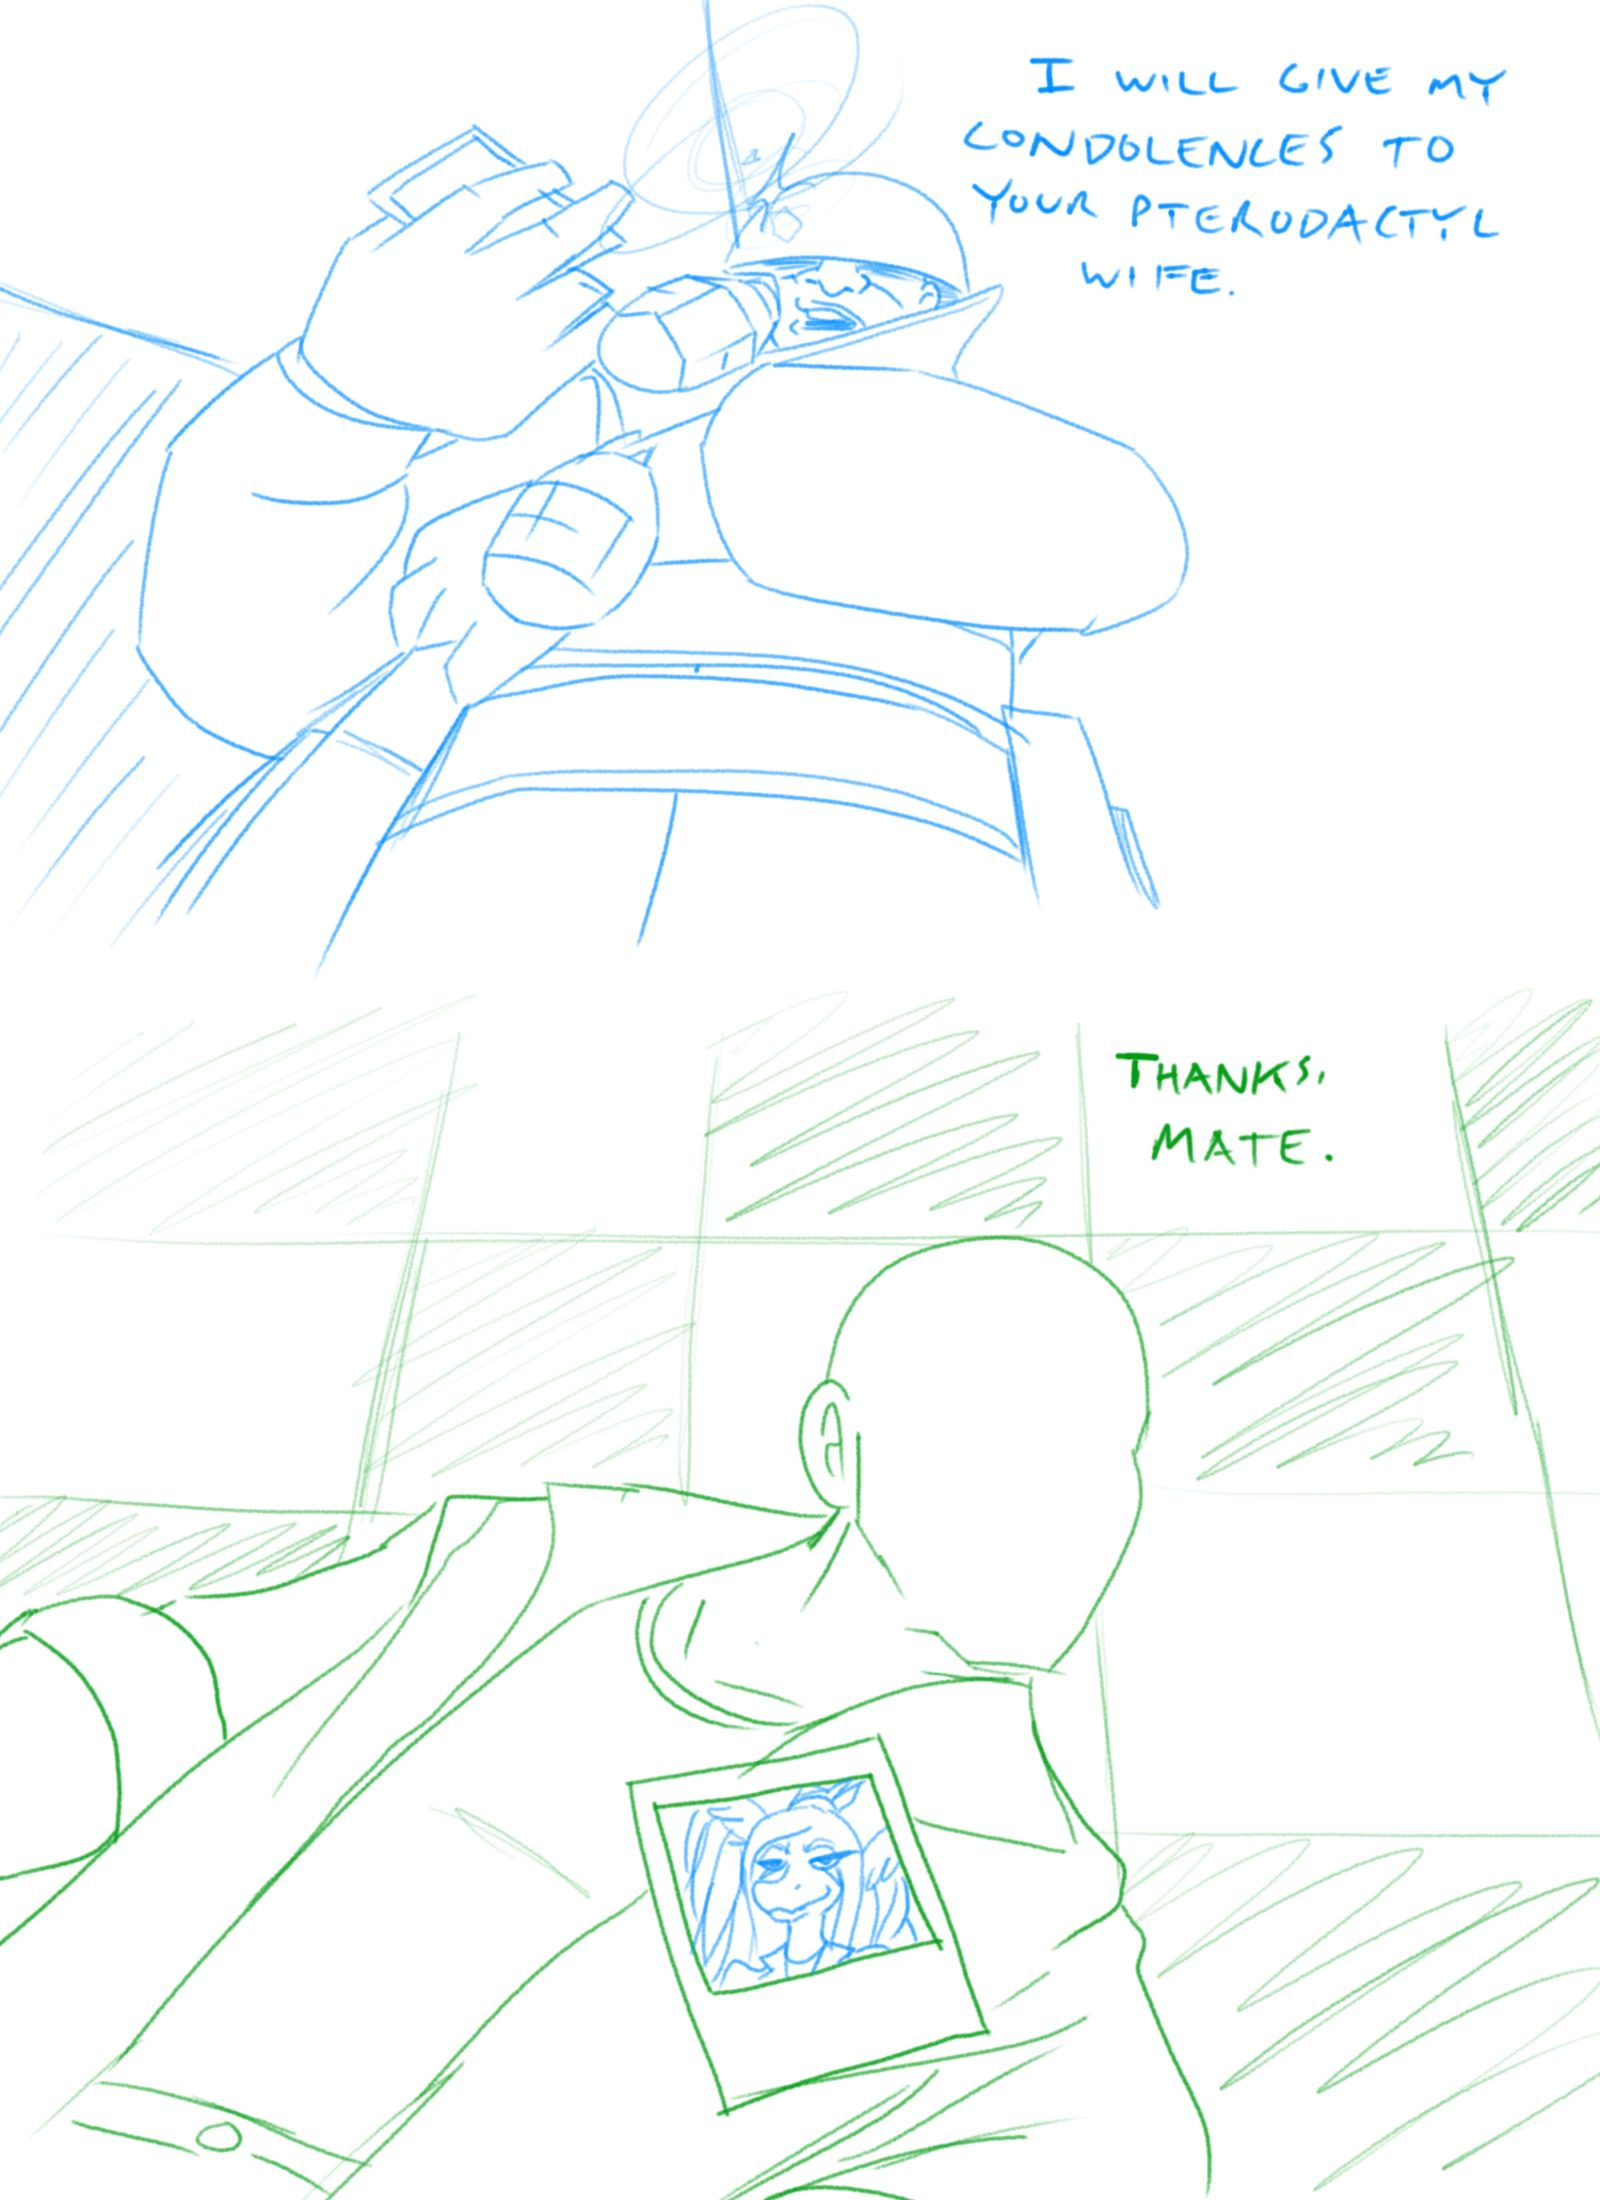 I WILL GIVE MY
CONDOLENCES TO
YOUR PTERODACTYL
WIFE.
THANKS,
MATE.